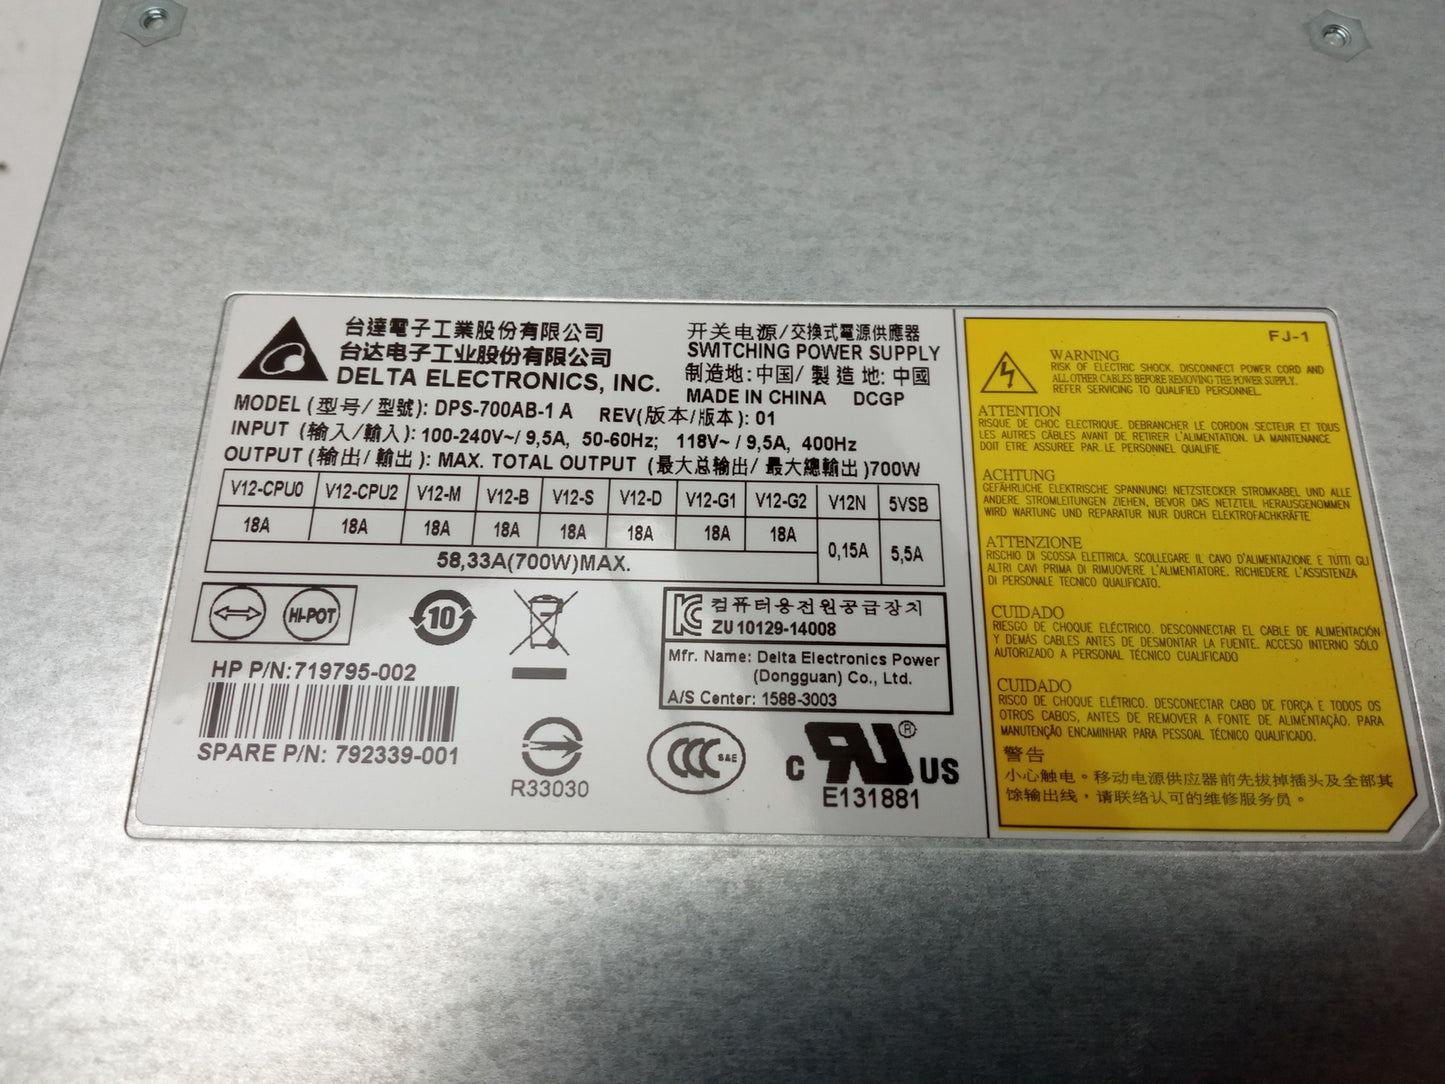 台達電子工業股份有限公司
台达电子工业股份有限公司
DELTA ELECTRONICS, INC.
开关电源/交換式電源供應器
SWITCHING POWER SUPPLY
制造地:中国/ 製 造 地: 中國
MADE IN CHINA DCGP
MODEL (型号/型號): DPS-700AB-1 A REV(版本/版本): 01
INPUT (输入/輸入): 100-240V~/ 9,5A, 50-60Hz; 118V~ / 9,5A, 400Hz
OUTPUT (输出/ 輸出): MAX. TOTAL OUTPUT (最大总输出/ 最大總輸出)700W
V12-CPU0 V12-CPU2 V12-M V12-B V12-S V12-D V12-G1 V12-G2 V12N 5VSB
18A 18A 18A 18A 18A 18A 18A 18A 0,15A 5,5A
58,33A(700W)MAX.
HI-POT
10
컴퓨터용전원공급장치
ZU10129-14008
Mfr. Name: Delta Electronics Power
(Dongguan) Co., Ltd.
A/S Center: 1588-3003
HP P/N:719795-002
SPARE P/N: 792339-001
R33030
CCC S&E
C RU ® US
E131881
FJ-1
WARNING
RISK OF ELECTRIC SHOCK. DISCONNECT POWER CORD AND
ALL OTHER CABLES BEFORE REMOVING THE POWER SUPPLY.
REFER SERVICING TO QUALIFIED PERSONNEL.
ATTENTION
RISQUE DE CHOC ELECTRIQUE. DEBRANCHER LE CORDON SECTEUR ET TOUS
LES AUTRES CÂBLES AVANT DE RETIRER L'ALIMENTATION. LA MAINTENANCE
DOIT ETRE ASSUREE PAR LE PERSONNEL QUALIFIE
ACHTUNG
GEFÄHRLICHE ELEKTRISCHE SPANNUNG! NETZSTECKER STROMKABEL UND ALLE
ANDERE STROMLEITUNGEN ZIEHEN, BEVOR DAS NETZTEIL HERAUSGENOMMEN
WIRD WARTUNG UND REPARATUR NUR DURCH ELEKTROFACHKRÄFTE
ATTENZIONE
RISCHIO DI SCOSSA ELETTRICA. SCOLLEGARE IL CAVO D'ALIMENTAZIONE E TUTTI GLI
ALTRI CAVI PRIMA DI RIMUOVERE L'ALIMENTATORE. RICHIEDERE L'ASSISTENZA
DI PERSONALE TECNICO QUALIFICATO.
CUIDADO
RIESGO DE CHOQUE ELÉCTRICO. DESCONECTAR EL CABLE DE ALIMENTACIÓN
Y DEMÁS CABLES ANTES DE DESMONTAR LA FUENTE. ACCESO INTERNO SÓLO
AUTORIZADO A PERSONAL TÉCNICO CUALIFICADO
CUIDADO
RISCO DE CHOQUE ELÉTRICO. DESCONECTAR CABO DE FORÇA E TODOS OS
OTROS CABOS, ANTES DE REMOVER A FONTE DE ALIMENTAÇÃO. PARA
MANUTENÇÃO ENCAMINHAR PARA PESSOAL TÉCNICO QUALIFICADO.
警告
小心触电。移动电源供应器前先拔掉插头及全部其
馀输出线，请联络认可的维修服务员。